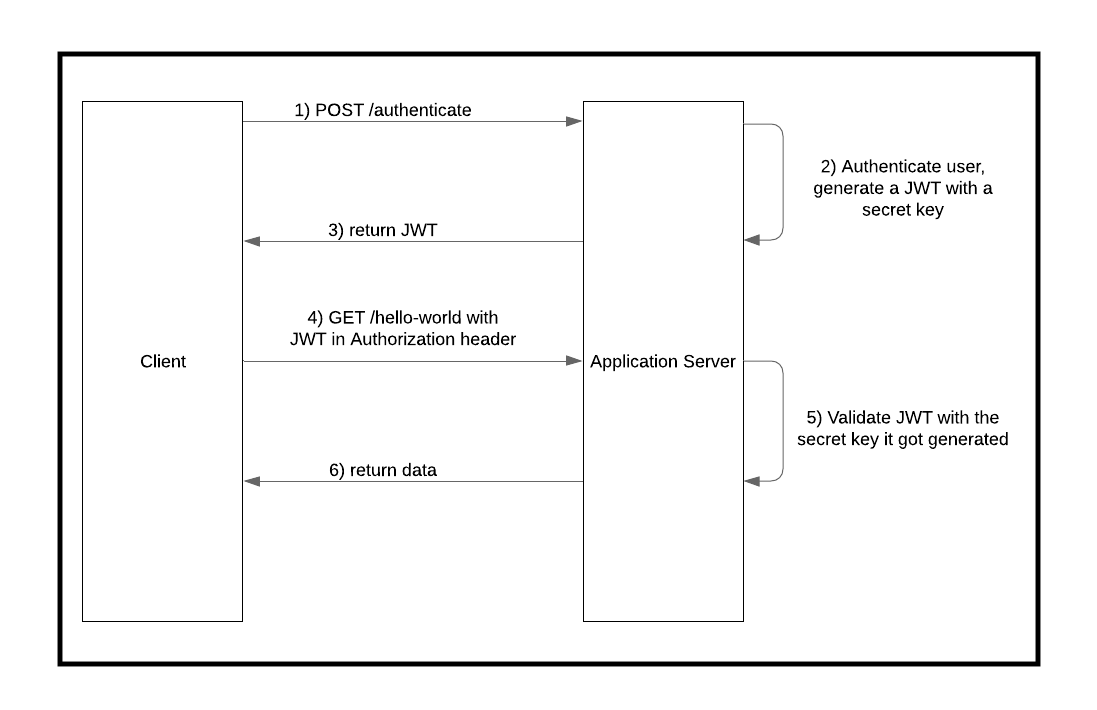 1) POST /authenticate
2) Authenticate user,
generate a JWT with a
secret key
3) return JWT
4) GET /hello-world with
JWT in Authorization header
Client
Application Server
5) Validate JWT with the
secret key it got generated
6) return data